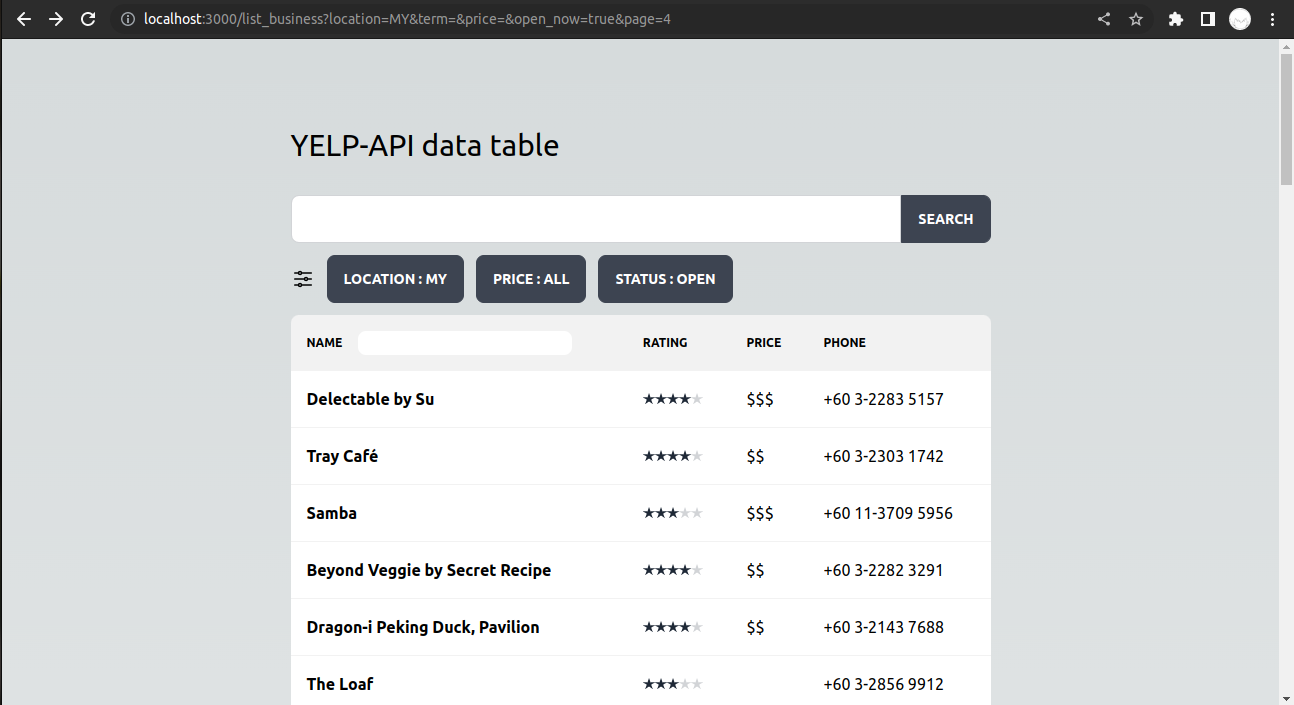 localhost:3000/list_business?location=MY&term=&price=&open_now=true&page=4
YELP-API data table
SEARCH
LOCATION : MY PRICE : ALL STATUS : OPEN
NAME RATING PRICE PHONE
Delectable by Su ★★★★★ $$$ +60 3-2283 5157
Tray Café ★★★★★ $$ +60 3-2303 1742
Samba ★★★★★ $$$ +60 11-3709 5956
Beyond Veggie by Secret Recipe ★★★★★ $$ +60 3-2282 3291
Dragon-i Peking Duck, Pavilion ★★★★★ $$ +60 3-2143 7688
The Loaf ★★★★★ +60 3-2856 9912